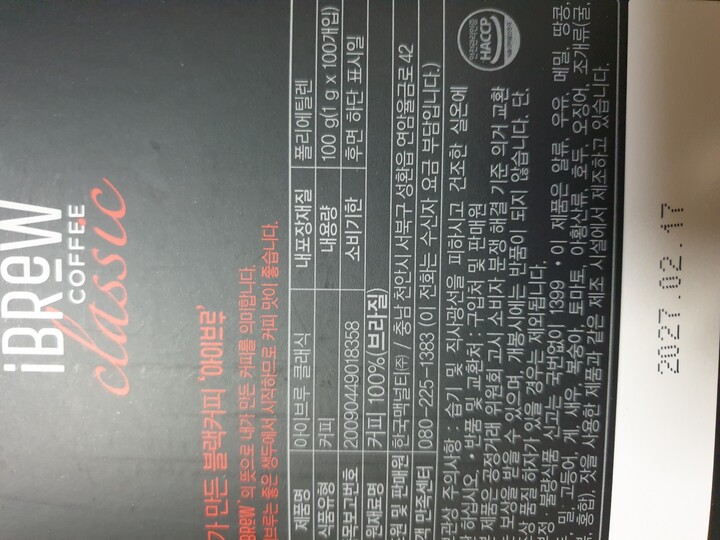 iBReW
COFFEE
classic
가 만든 블랙커피 '아이브루'
BReW'의 뜻으로 내가 만든 커피를 의미합니다.
브루는 좋은 생두에서 시작하므로 커피 맛이 좋습니다.
제품명 아이브루 클래식 내포장재질 폴리에틸렌
식품유형 커피 내용량 100 g(1 g x 100개입)
목보고번호 20090449018358 소비기한 후면 하단 표시일
원재료명 커피 100%(브라질)
원 및 판매원 한국맥널티(주) / 충남 천안시 서북구 성환읍 연암율금로 42
객 만족센터 080-225-1383 (이 전화는 수신자 요금 부담입니다.)
관상 주의사항 : 습기 및 직사광선을 피하시고 건조한 실온에
하십시오. • 반품 및 교환처 : 구입처 및 판매원
제품은 공정거래 위원회 고시 소비자 분쟁 해결 기준 의거 교환
는 보상을 받을 수 있으며, 개봉시에는 반품이 되지 않습니다. 단,
상 품질 하자가 있을 경우는 제외됩니다.
정·불량식품 신고는 국번없이 1399 • 이 제품은 알류, 우유, 메밀, 땅콩,
, 밀, 고등어, 게, 새우, 복숭아, 토마토, 아황산류, 호두, 오징어, 조개류(굴,
, 홍합), 잣을 사용한 제품과 같은 제조 시설에서 제조하고 있습니다.
안전관리인증
HACCP
2027.02.17